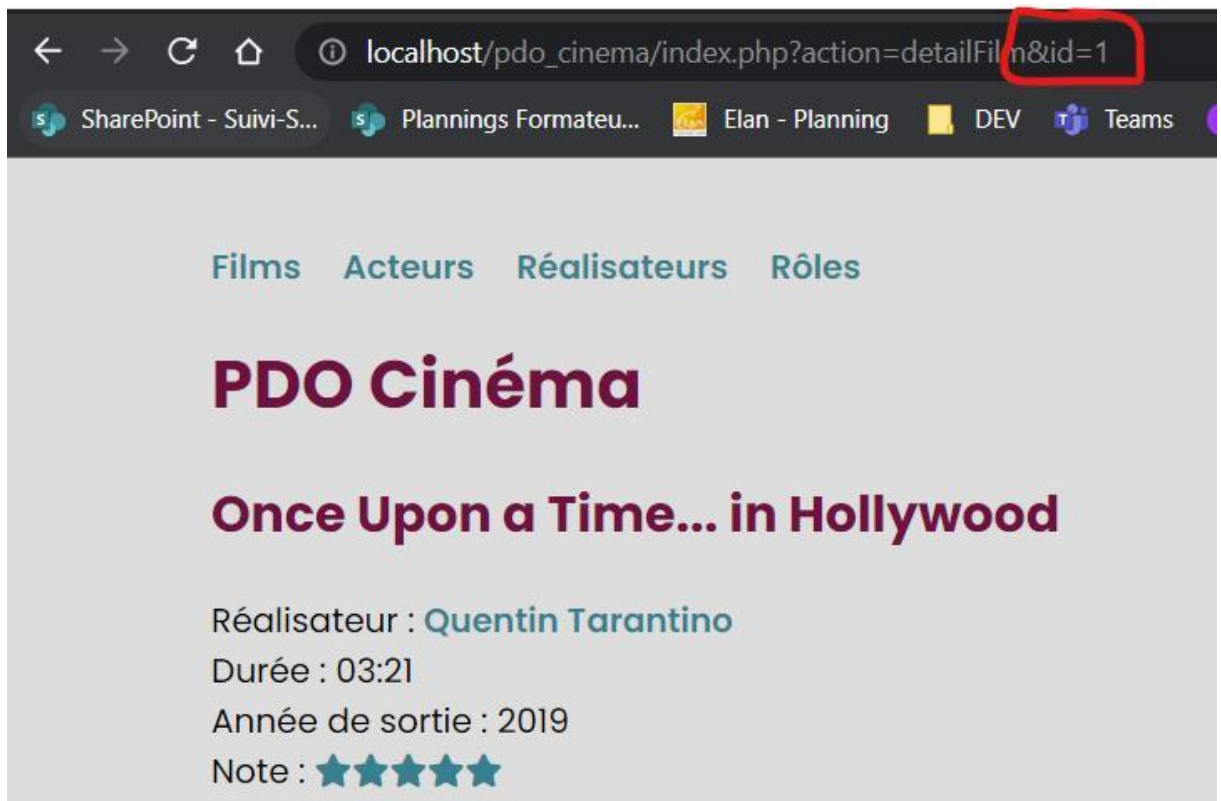 localhost/pdo_cinema/index.php?action=detailFilm&id=1
SharePoint - Suivi-S... Plannings Formateu... Elan - Planning DEV Teams
Films Acteurs Réalisateurs Rôles
PDO Cinéma
Once Upon a Time... in Hollywood
Réalisateur : Quentin Tarantino
Durée : 03:21
Année de sortie : 2019
Note :